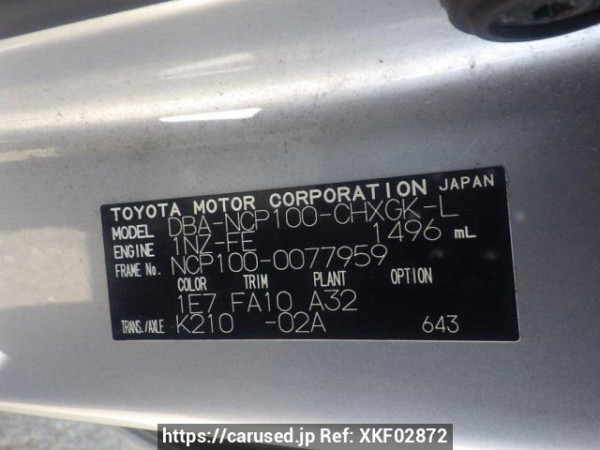 TOYOTA MOTOR CORPORATION JAPAN
MODEL DBA-NCP100-CHXGK-L
ENGINE 1NZ-FE 1496 mL
FRAME No. NCP100-0077959
COLOR TRIM PLANT OPTION
1E7 FA10 A32
TRANS./AXLE K210 -02A 643
https://carused.jp Ref: XKF02872